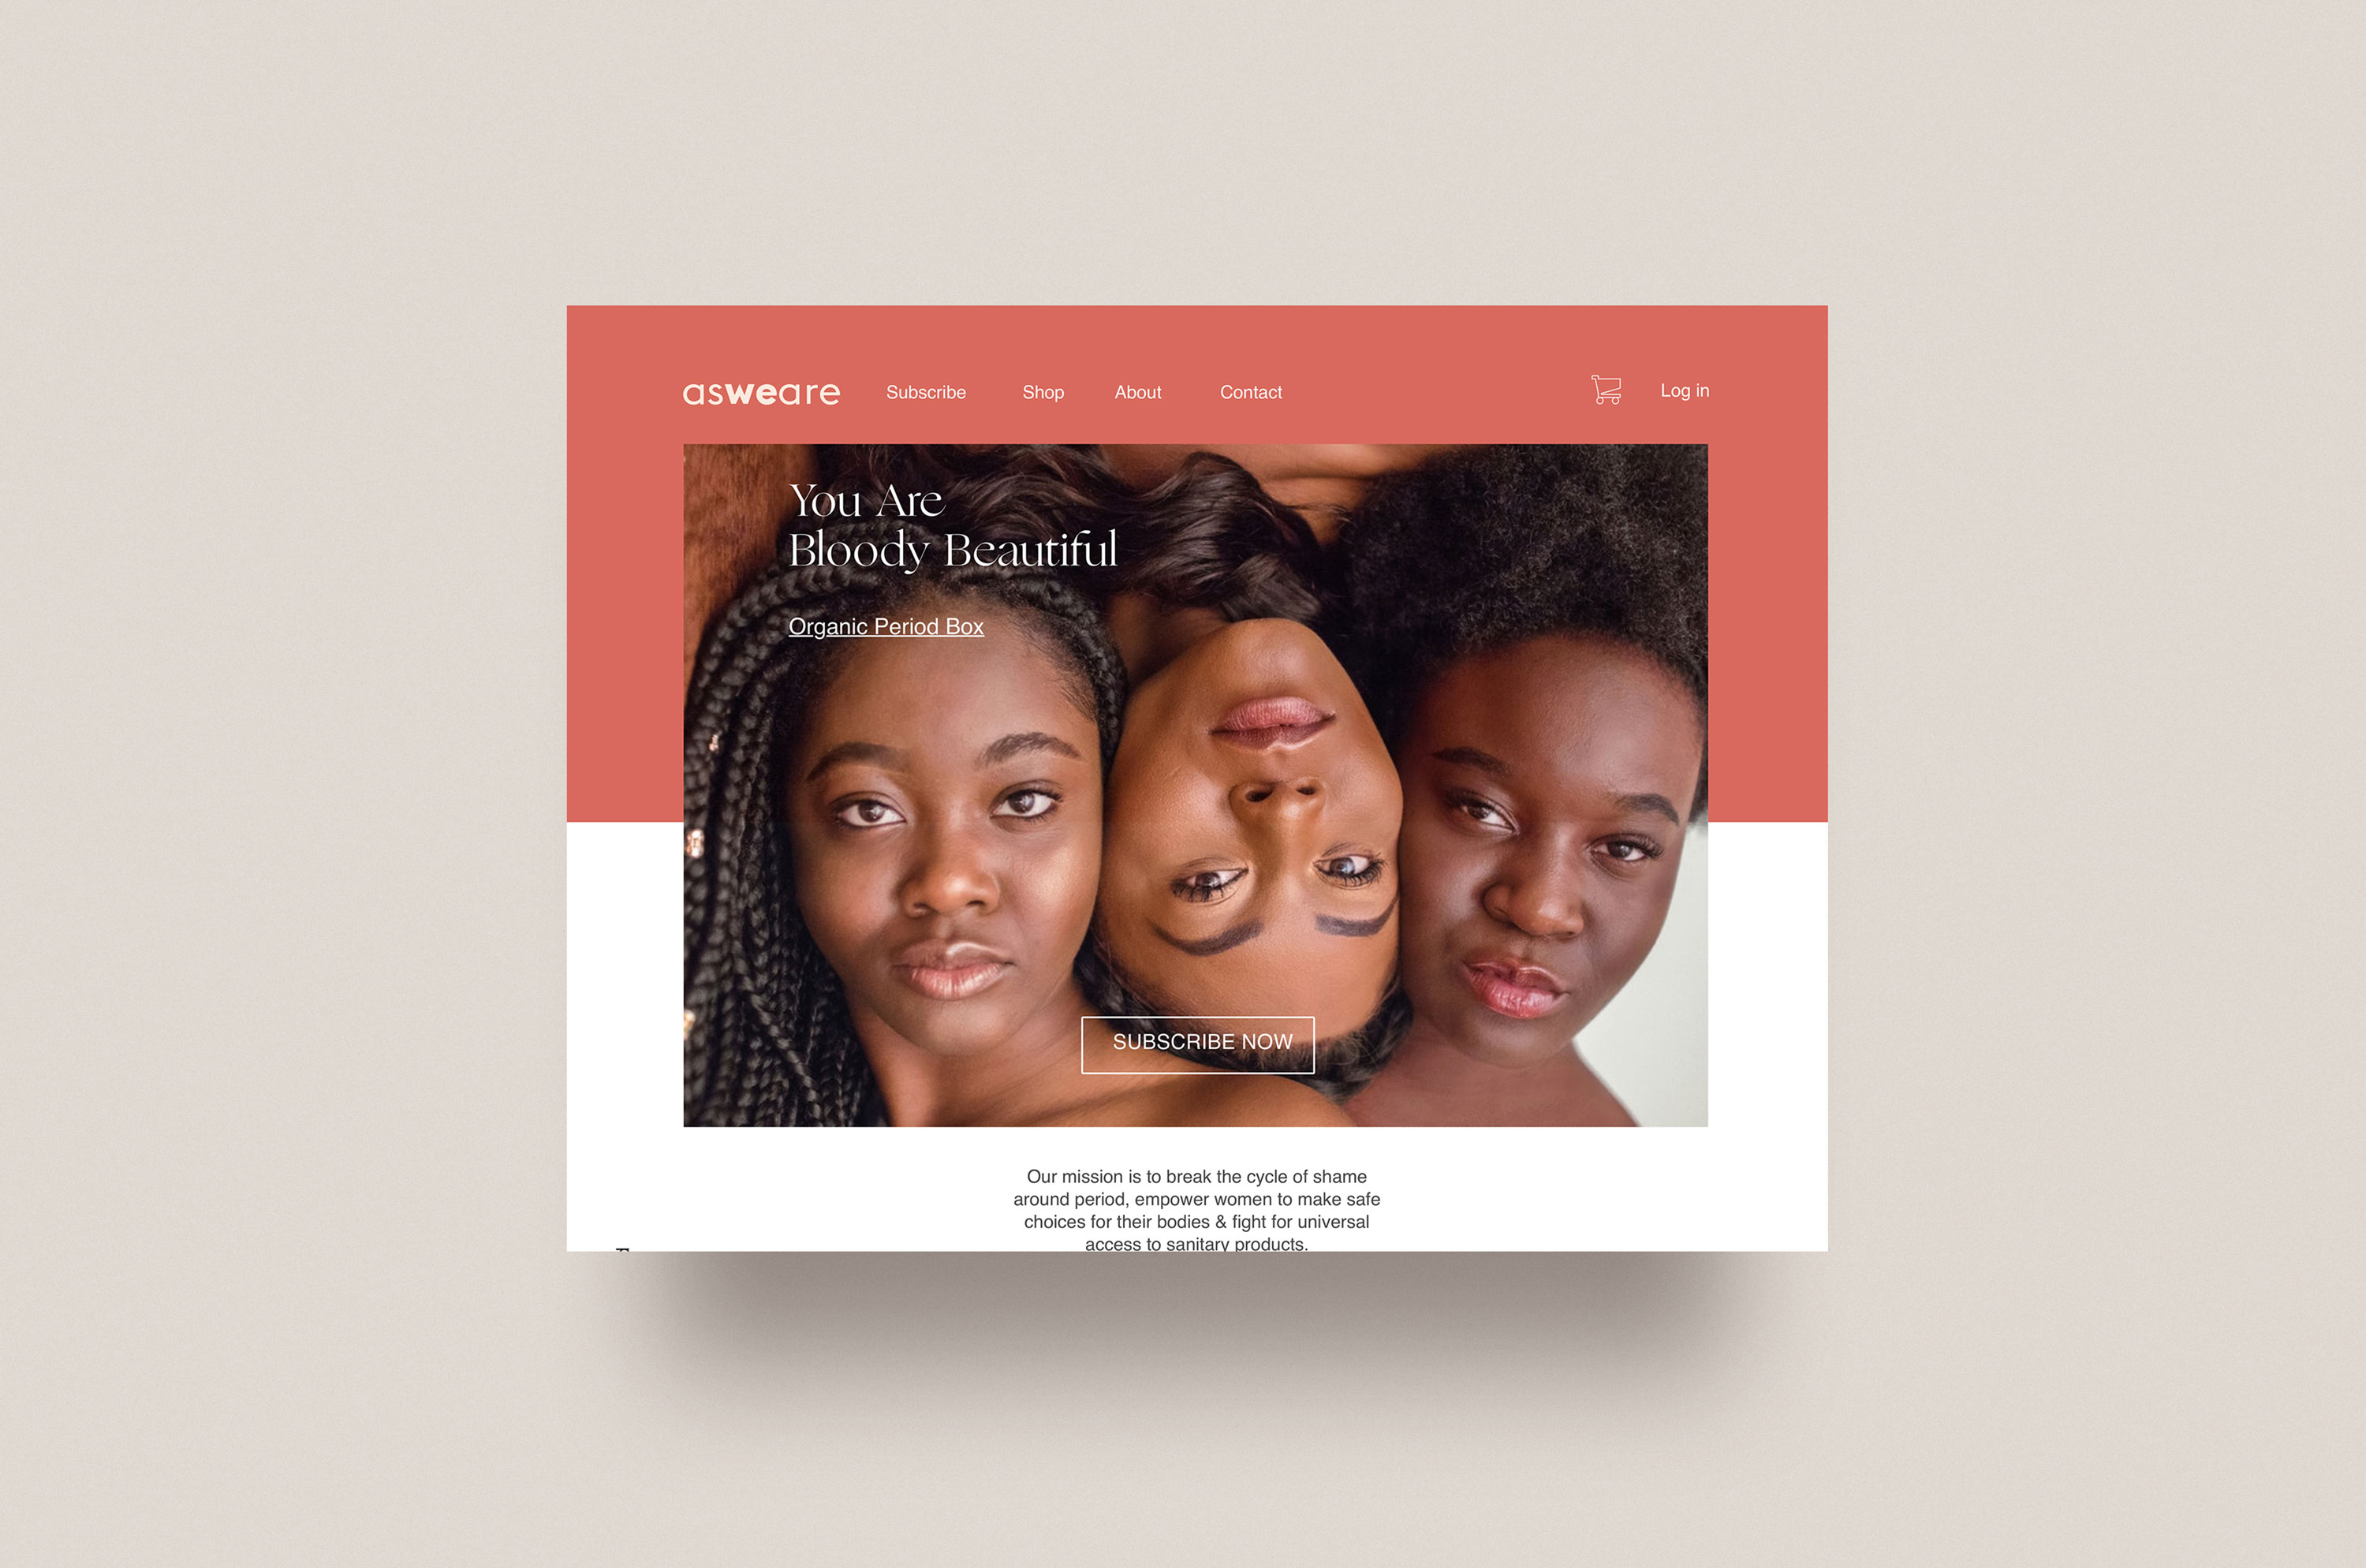 asweare Subscribe Shop About Contact Log in
You Are
Bloody Beautiful
Organic Period Box
SUBSCRIBE NOW
Our mission is to break the cycle of shame
around period, empower women to make safe
choices for their bodies & fight for universal
access to sanitary products.